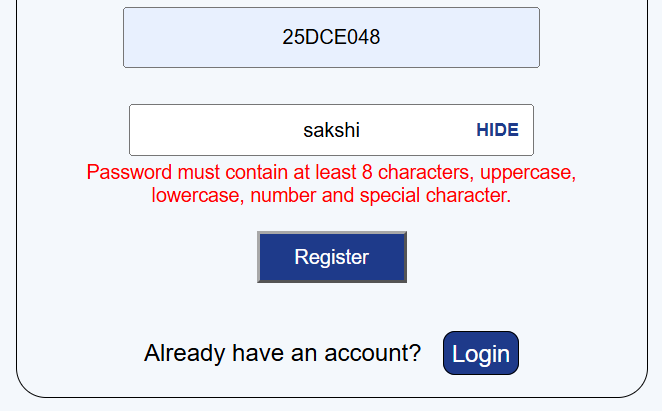 25DCE048
sakshi HIDE
Password must contain at least 8 characters, uppercase,
lowercase, number and special character.
Register
Already have an account? Login